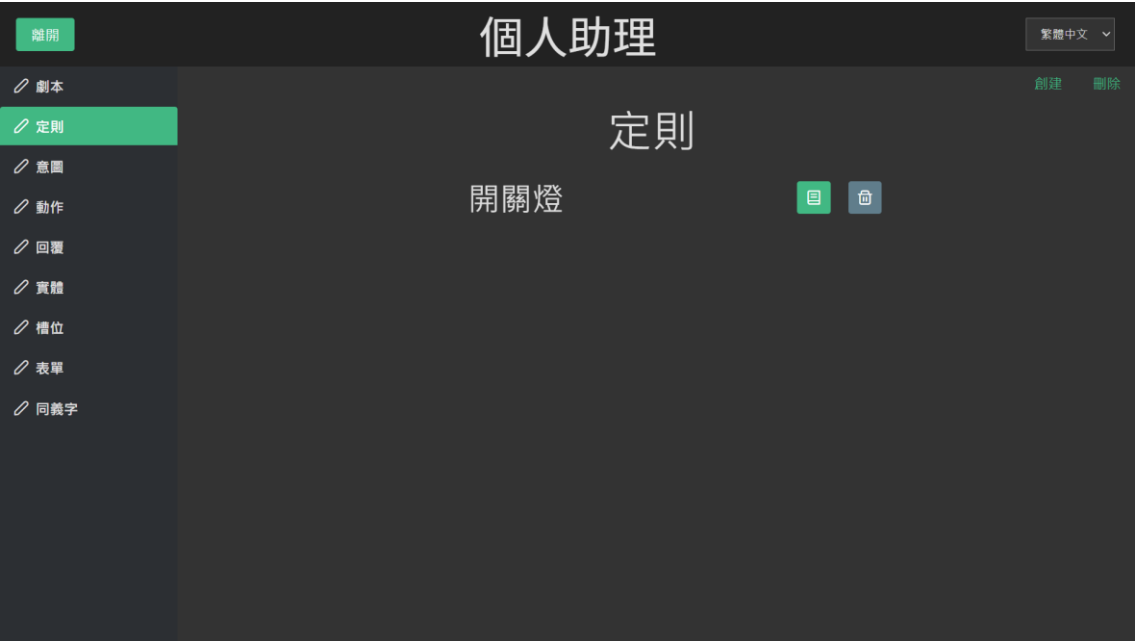 離開
個人助理
繁體中文
劇本
定則
意圖
動作
回覆
實體
槽位
表單
同義字
創建 刪除
定則
開關燈